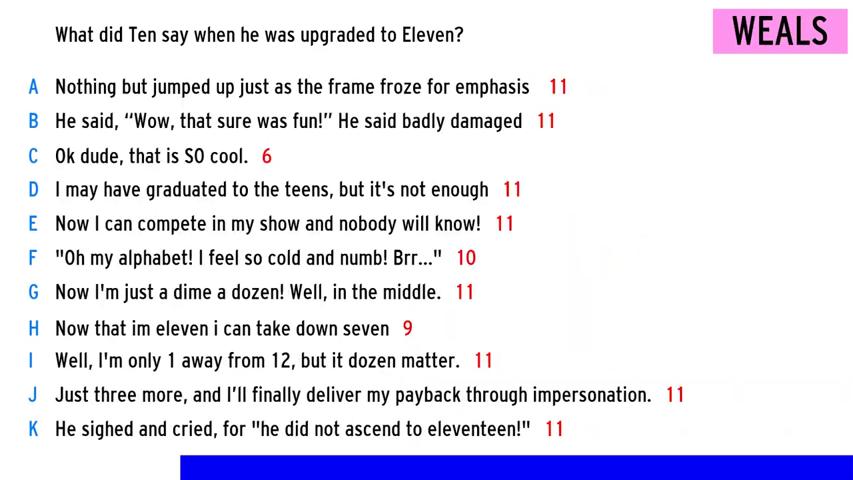 What did Ten say when he was upgraded to Eleven?
WEALS
A Nothing but jumped up just as the frame froze for emphasis 11
B He said, “Wow, that sure was fun!” He said badly damaged 11
C Ok dude, that is SO cool. 6
D I may have graduated to the teens, but it's not enough 11
E Now I can compete in my show and nobody will know! 11
F "Oh my alphabet! I feel so cold and numb! Brr..." 10
G Now I'm just a dime a dozen! Well, in the middle. 11
H Now that im eleven i can take down seven 9
I Well, I'm only 1 away from 12, but it dozen matter. 11
J Just three more, and I’ll finally deliver my payback through impersonation. 11
K He sighed and cried, for "he did not ascend to eleventeen!" 11